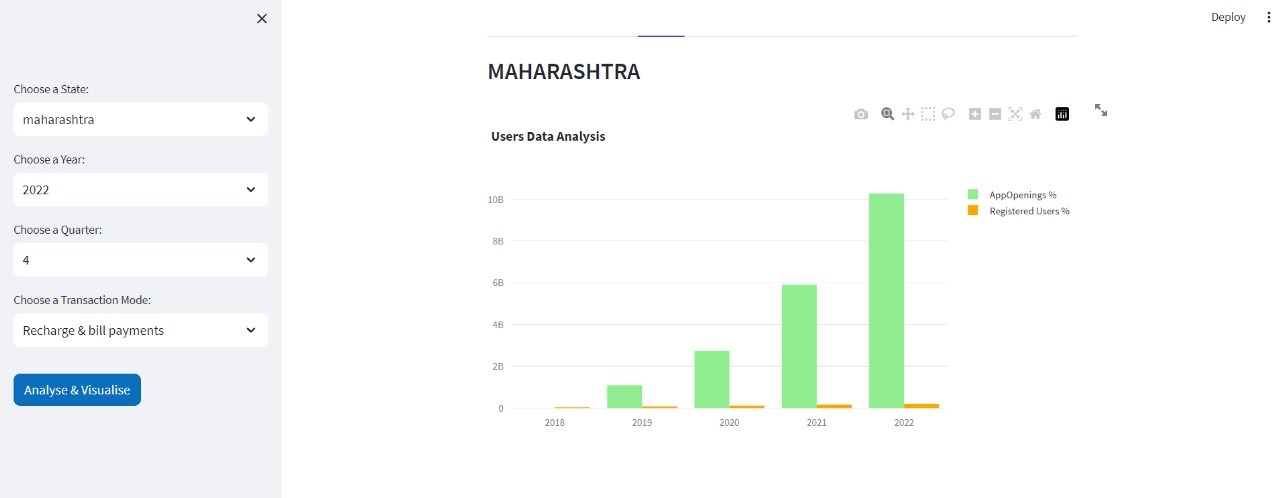 Deploy
Choose a State:
maharashtra
Choose a Year:
2022
Choose a Quarter:
4
Choose a Transaction Mode:
Recharge & bill payments
Analyse & Visualise
MAHARASHTRA
Users Data Analysis
10B
8B
6B
4B
2B
0
2018 2019 2020 2021 2022
AppOpenings %
Registered Users %